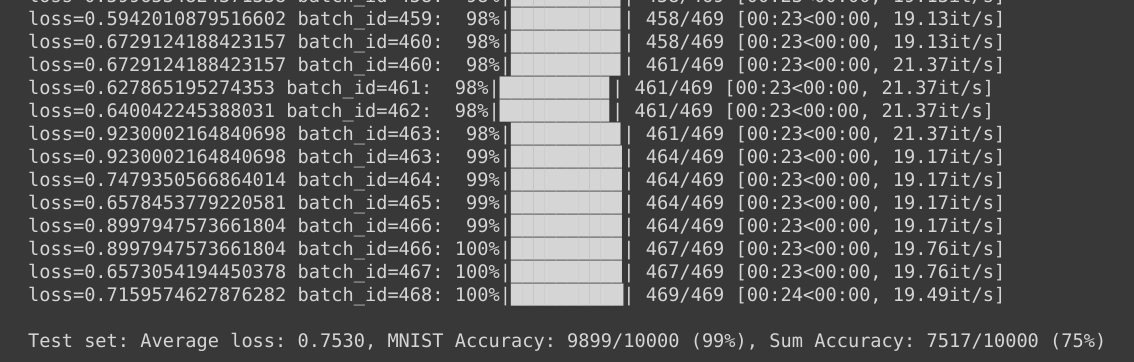 loss=0.5942010879516602 batch_id=459:  98%|██████████| 458/469 [00:23<00:00, 19.13it/s]
loss=0.6729124188423157 batch_id=460:  98%|██████████| 458/469 [00:23<00:00, 19.13it/s]
loss=0.6729124188423157 batch_id=460:  98%|██████████| 461/469 [00:23<00:00, 21.37it/s]
loss=0.627865195274353 batch_id=461:  98%|██████████| 461/469 [00:23<00:00, 21.37it/s]
loss=0.640042245388031 batch_id=462:  98%|██████████| 461/469 [00:23<00:00, 21.37it/s]
loss=0.9230002164840698 batch_id=463:  98%|██████████| 461/469 [00:23<00:00, 21.37it/s]
loss=0.9230002164840698 batch_id=463:  99%|██████████| 464/469 [00:23<00:00, 19.17it/s]
loss=0.7479350566864014 batch_id=464:  99%|██████████| 464/469 [00:23<00:00, 19.17it/s]
loss=0.6578453779220581 batch_id=465:  99%|██████████| 464/469 [00:23<00:00, 19.17it/s]
loss=0.8997947573661804 batch_id=466:  99%|██████████| 464/469 [00:23<00:00, 19.17it/s]
loss=0.8997947573661804 batch_id=466: 100%|██████████| 467/469 [00:23<00:00, 19.76it/s]
loss=0.6573054194450378 batch_id=467: 100%|██████████| 467/469 [00:23<00:00, 19.76it/s]
loss=0.7159574627876282 batch_id=468: 100%|██████████| 469/469 [00:24<00:00, 19.49it/s]
Test set: Average loss: 0.7530, MNIST Accuracy: 9899/10000 (99%), Sum Accuracy: 7517/10000 (75%)